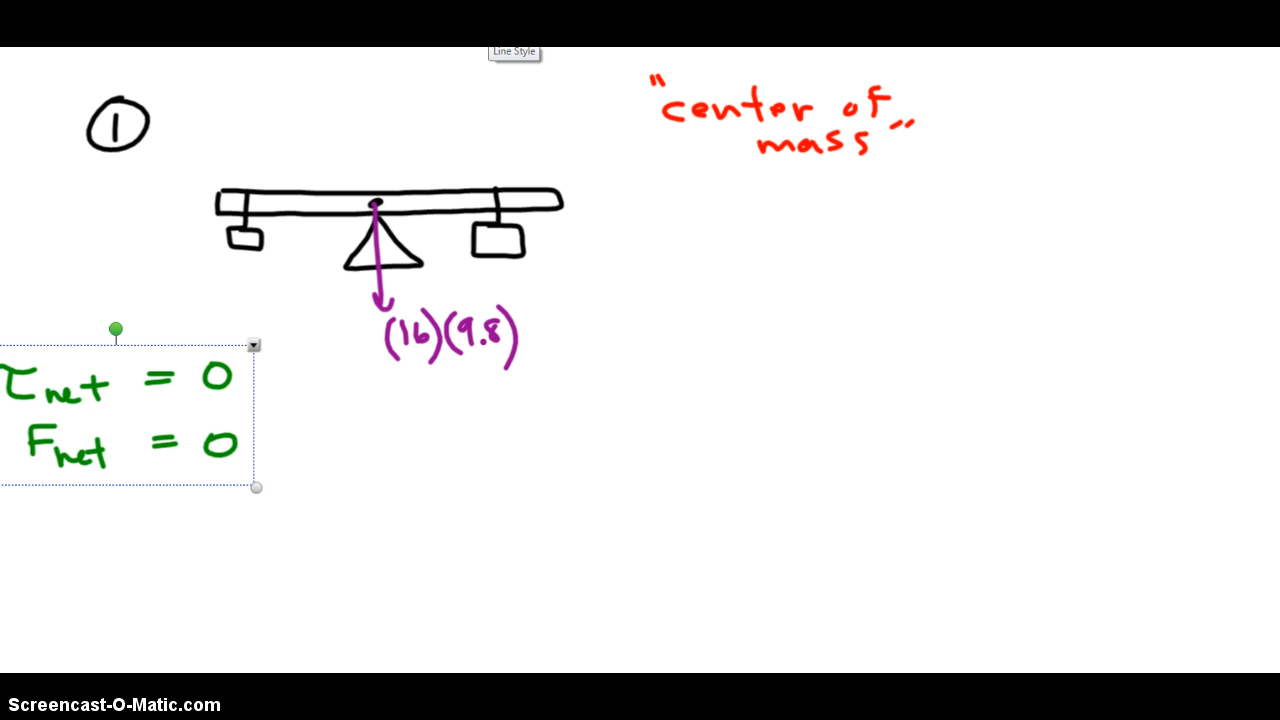 Line Style
"center of
mass"
1
(16)(9.8)
τnet = 0
Fnet = 0
Screencast-O-Matic.com